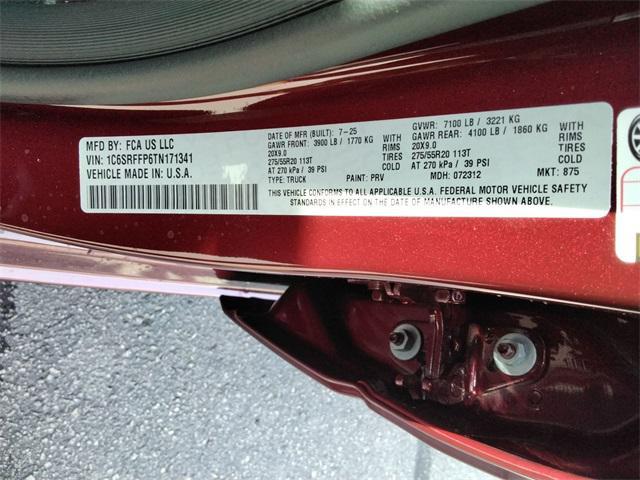 MFD BY: FCA US LLC
VIN: 1C6SRFFP6TN171341
VEHICLE MADE IN: U.S.A.
DATE OF MFR (BUILT): 7-25 GVWR: 7100 LB / 3221 KG
GAWR FRONT: 3900 LB / 1770 KG WITH GAWR REAR: 4100 LB / 1860 KG WITH
20X9.0 RIMS 20X9.0 RIMS
275/55R20 113T TIRES 275/55R20 113T TIRES
AT 270 kPa / 39 PSI AT 270 kPa / 39 PSI
TYPE: TRUCK PAINT: PRV MDH: 072312 MKT: 875
THIS VEHICLE CONFORMS TO ALL APPLICABLE U.S.A. FEDERAL MOTOR VEHICLE SAFETY
STANDARDS IN EFFECT ON THE DATE OF MANUFACTURE SHOWN ABOVE.